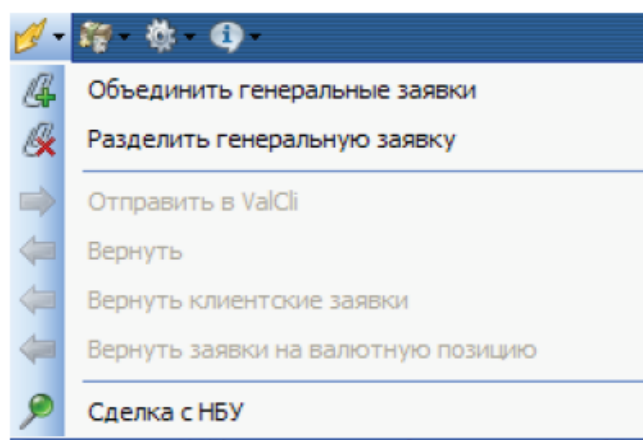 Объединить генеральные заявки
Разделить генеральную заявку
Отправить в ValCli
Вернуть
Вернуть клиентские заявки
Вернуть заявки на валютную позицию
Сделка с НБУ